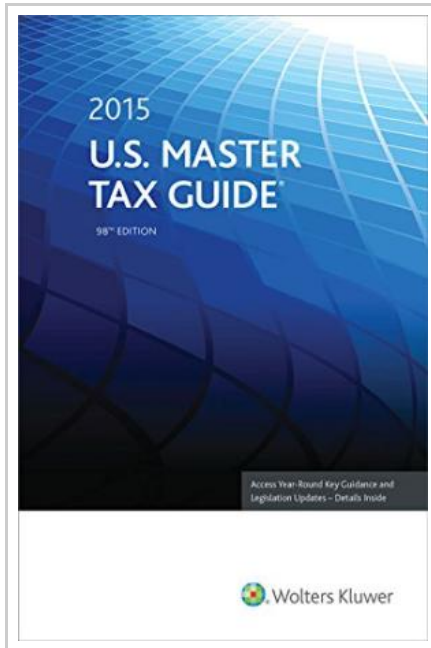 2015
U.S. MASTER
TAX GUIDE®
98TH EDITION
Access Year-Round Key Guidance and
Legislation Updates – Details Inside
Wolters Kluwer